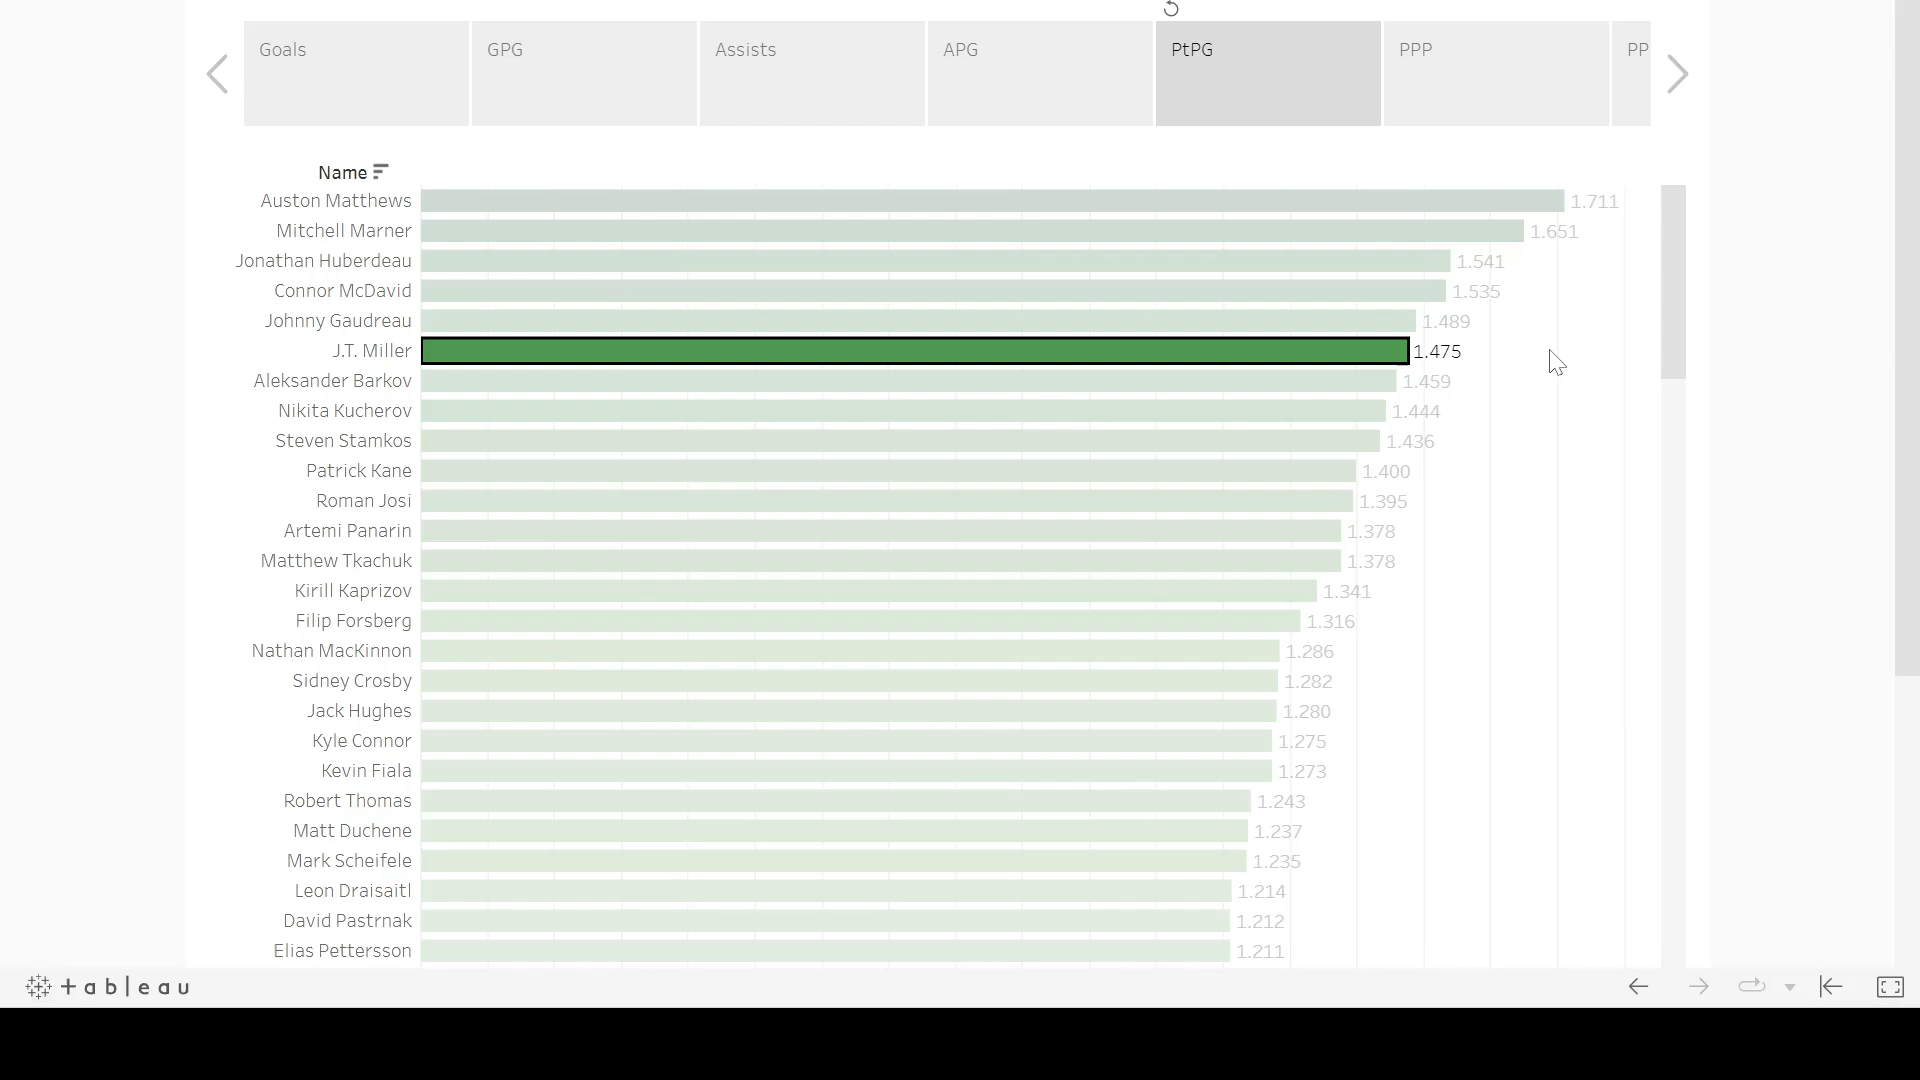 Goals GPG Assists APG PtPG PPP PP
Name
Auston Matthews 1.711
Mitchell Marner 1.651
Jonathan Huberdeau 1.541
Connor McDavid 1.535
Johnny Gaudreau 1.489
J.T. Miller 1.475
Aleksander Barkov 1.459
Nikita Kucherov 1.444
Steven Stamkos 1.436
Patrick Kane 1.400
Roman Josi 1.395
Artemi Panarin 1.378
Matthew Tkachuk 1.378
Kirill Kaprizov 1.341
Filip Forsberg 1.316
Nathan MacKinnon 1.286
Sidney Crosby 1.282
Jack Hughes 1.280
Kyle Connor 1.275
Kevin Fiala 1.273
Robert Thomas 1.243
Matt Duchene 1.237
Mark Scheifele 1.235
Leon Draisaitl 1.214
David Pastrnak 1.212
Elias Pettersson 1.211
+ableau